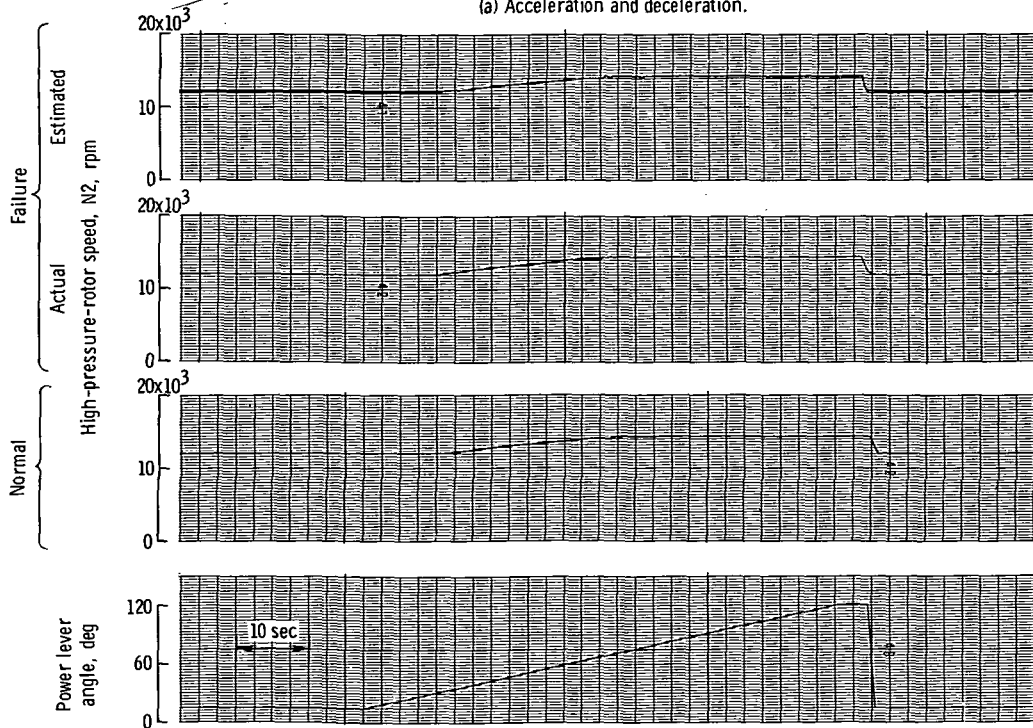 (a) Acceleration and deceleration.
20x10³
10
0
20x10³
10
0
20x10³
10
0
120
60
0
10 sec
Failure
Estimated
Actual
Normal
High-pressure-rotor speed, N2, rpm
Power lever
angle, deg